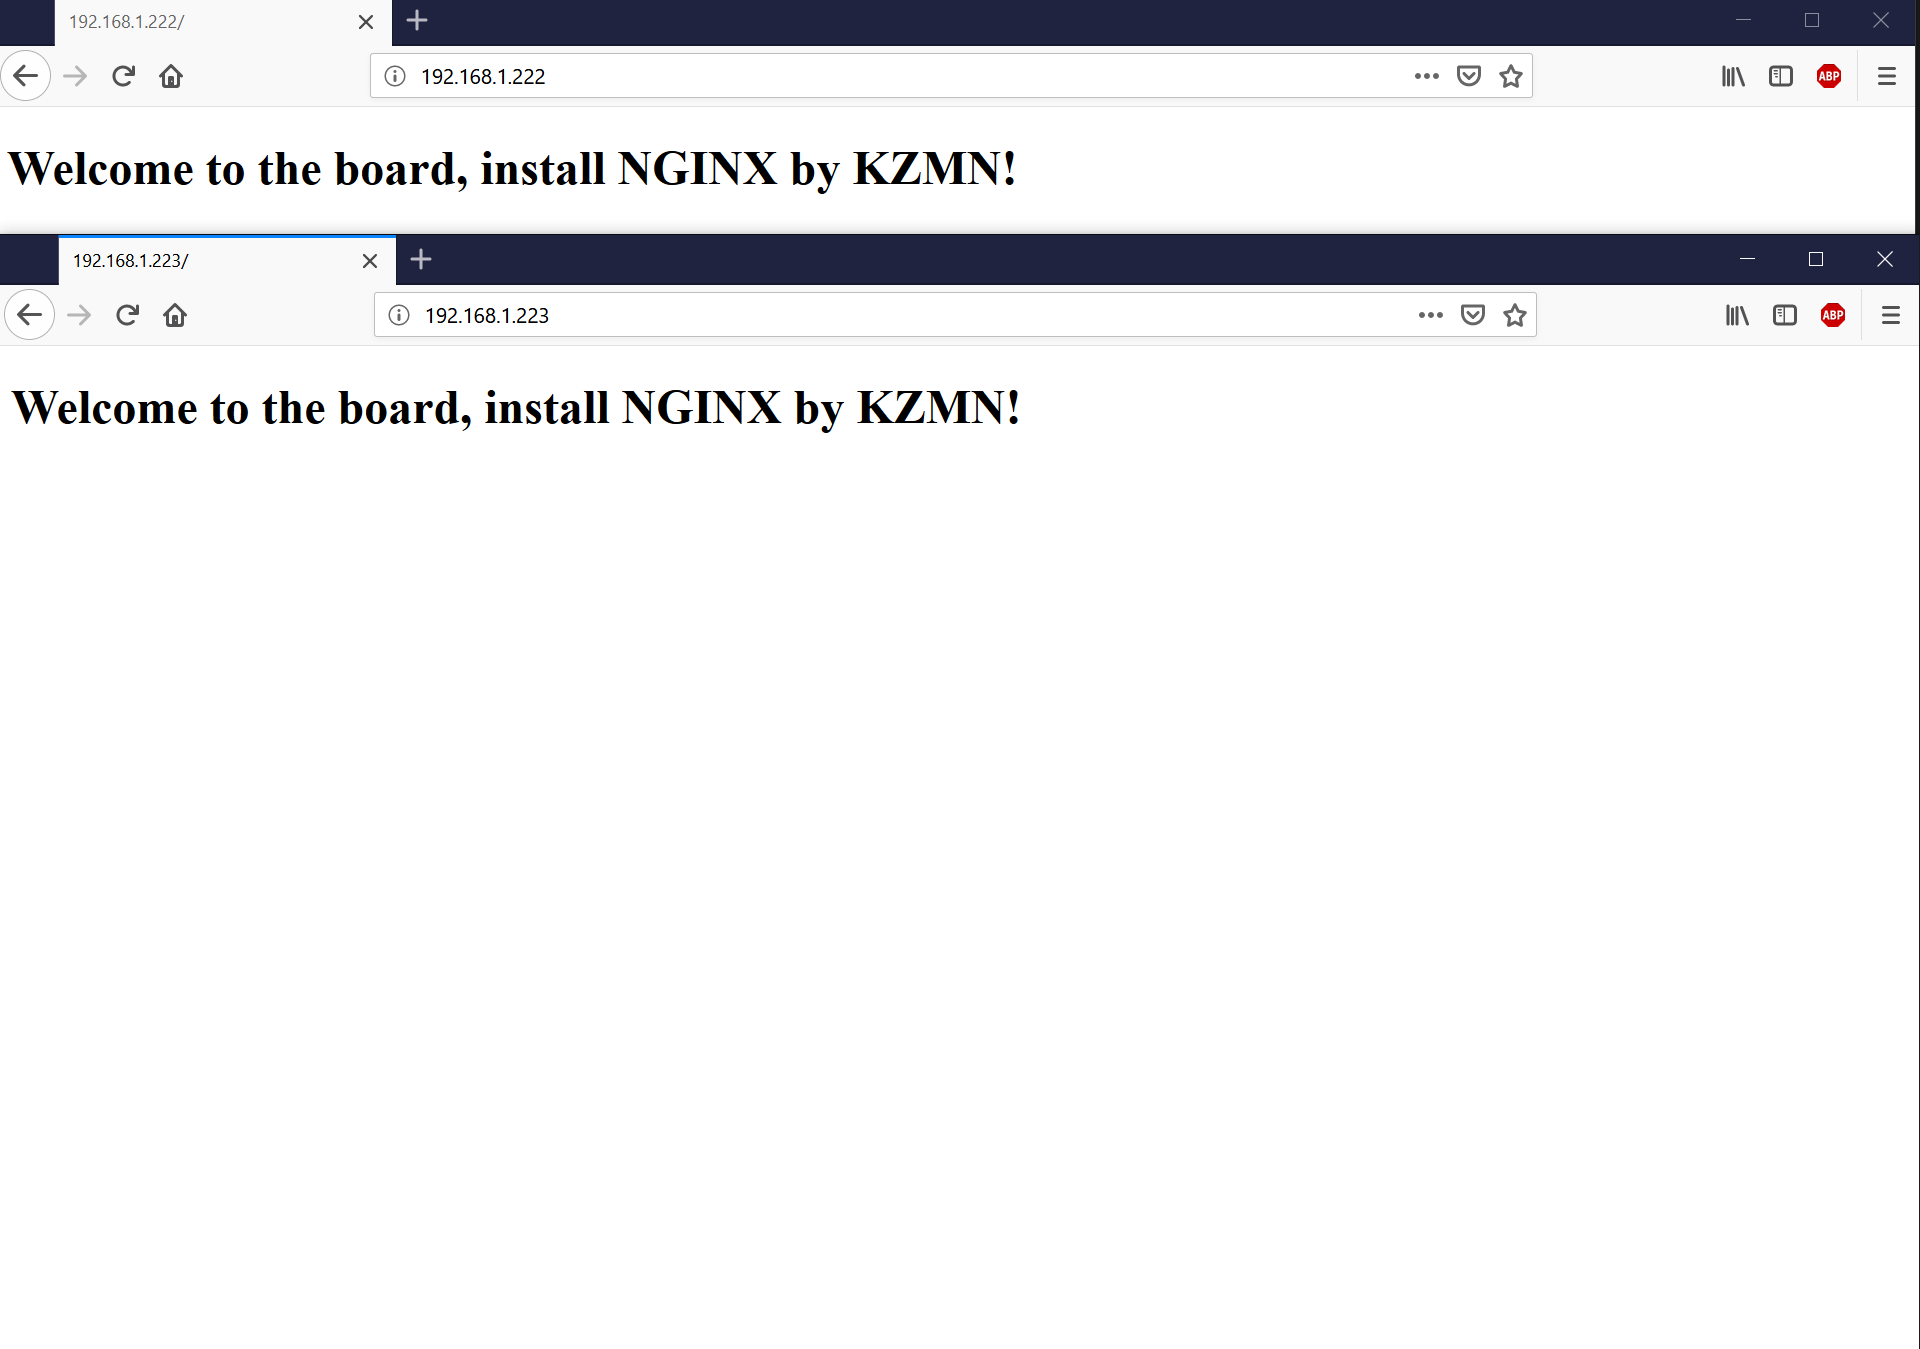 192.168.1.222/
192.168.1.222
ABP
Welcome to the board, install NGINX by KZMN!
192.168.1.223/
192.168.1.223
ABP
Welcome to the board, install NGINX by KZMN!